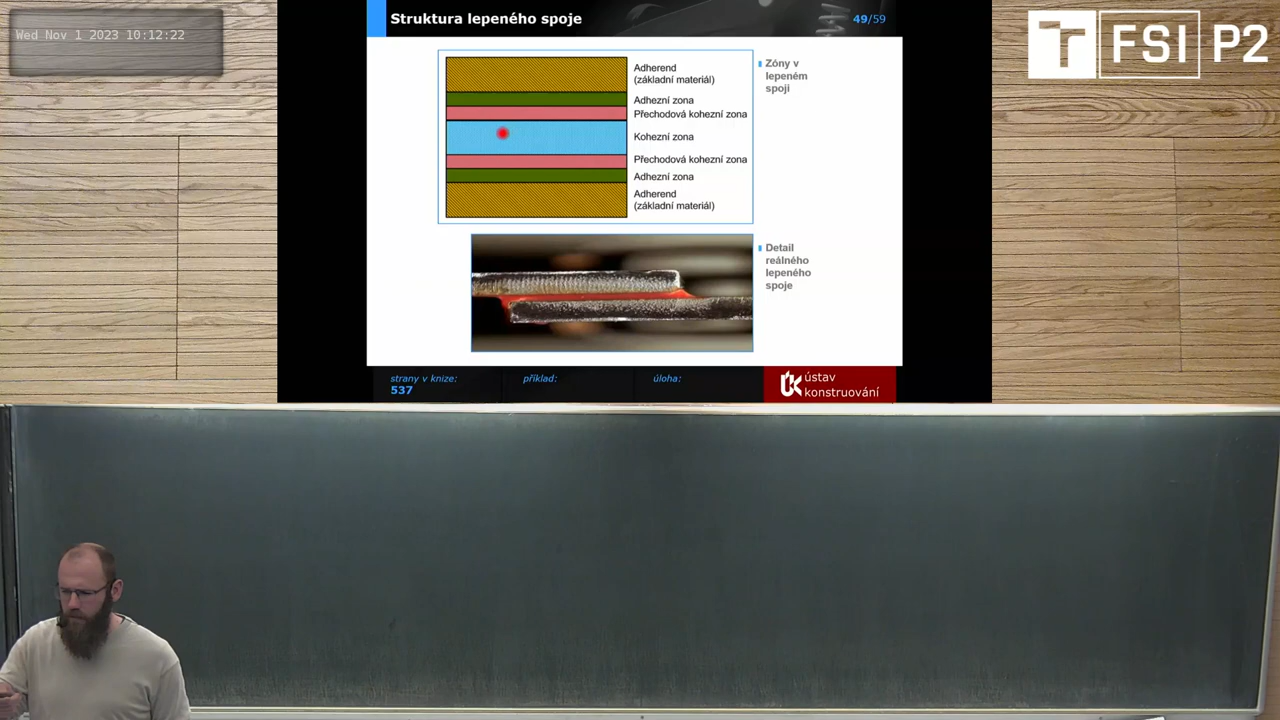 Wed Nov 1 2023 10:12:22
Struktura lepeného spoje
49/59
FSI P2
Adherend
(základní materiál)
Adhezní zona
Přechodová kohezní zona
Kohezní zona
Přechodová kohezní zona
Adhezní zona
Adherend
(základní materiál)
Zóny v
lepeném
spoji
Detail
reálného
lepeného
spoje
strany v knize:
537
příklad:
úloha:
ústav
konstruování